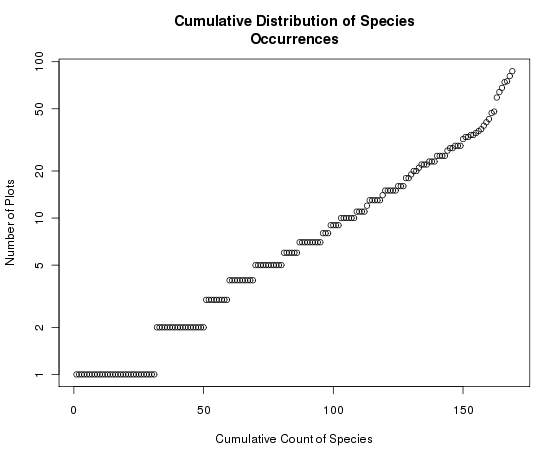 Cumulative Distribution of Species
Occurrences
100
50
20
10
5
2
1
Number of Plots
0 50 100 150
Cumulative Count of Species